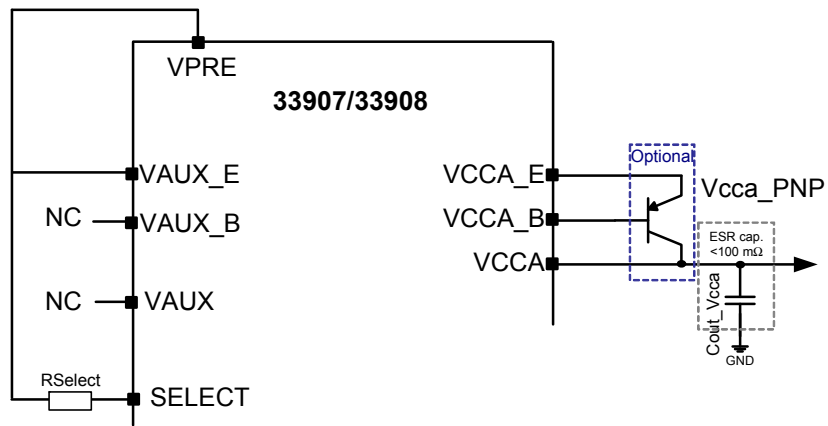 VPRE
33907/33908
Optional
VAUX_E
VCCA_E
Vcca_PNP
NC
VAUX_B
VCCA_B
ESR cap.
<100 mΩ
VCCA
NC
VAUX
Cout_Vcca
GND
RSelect
SELECT